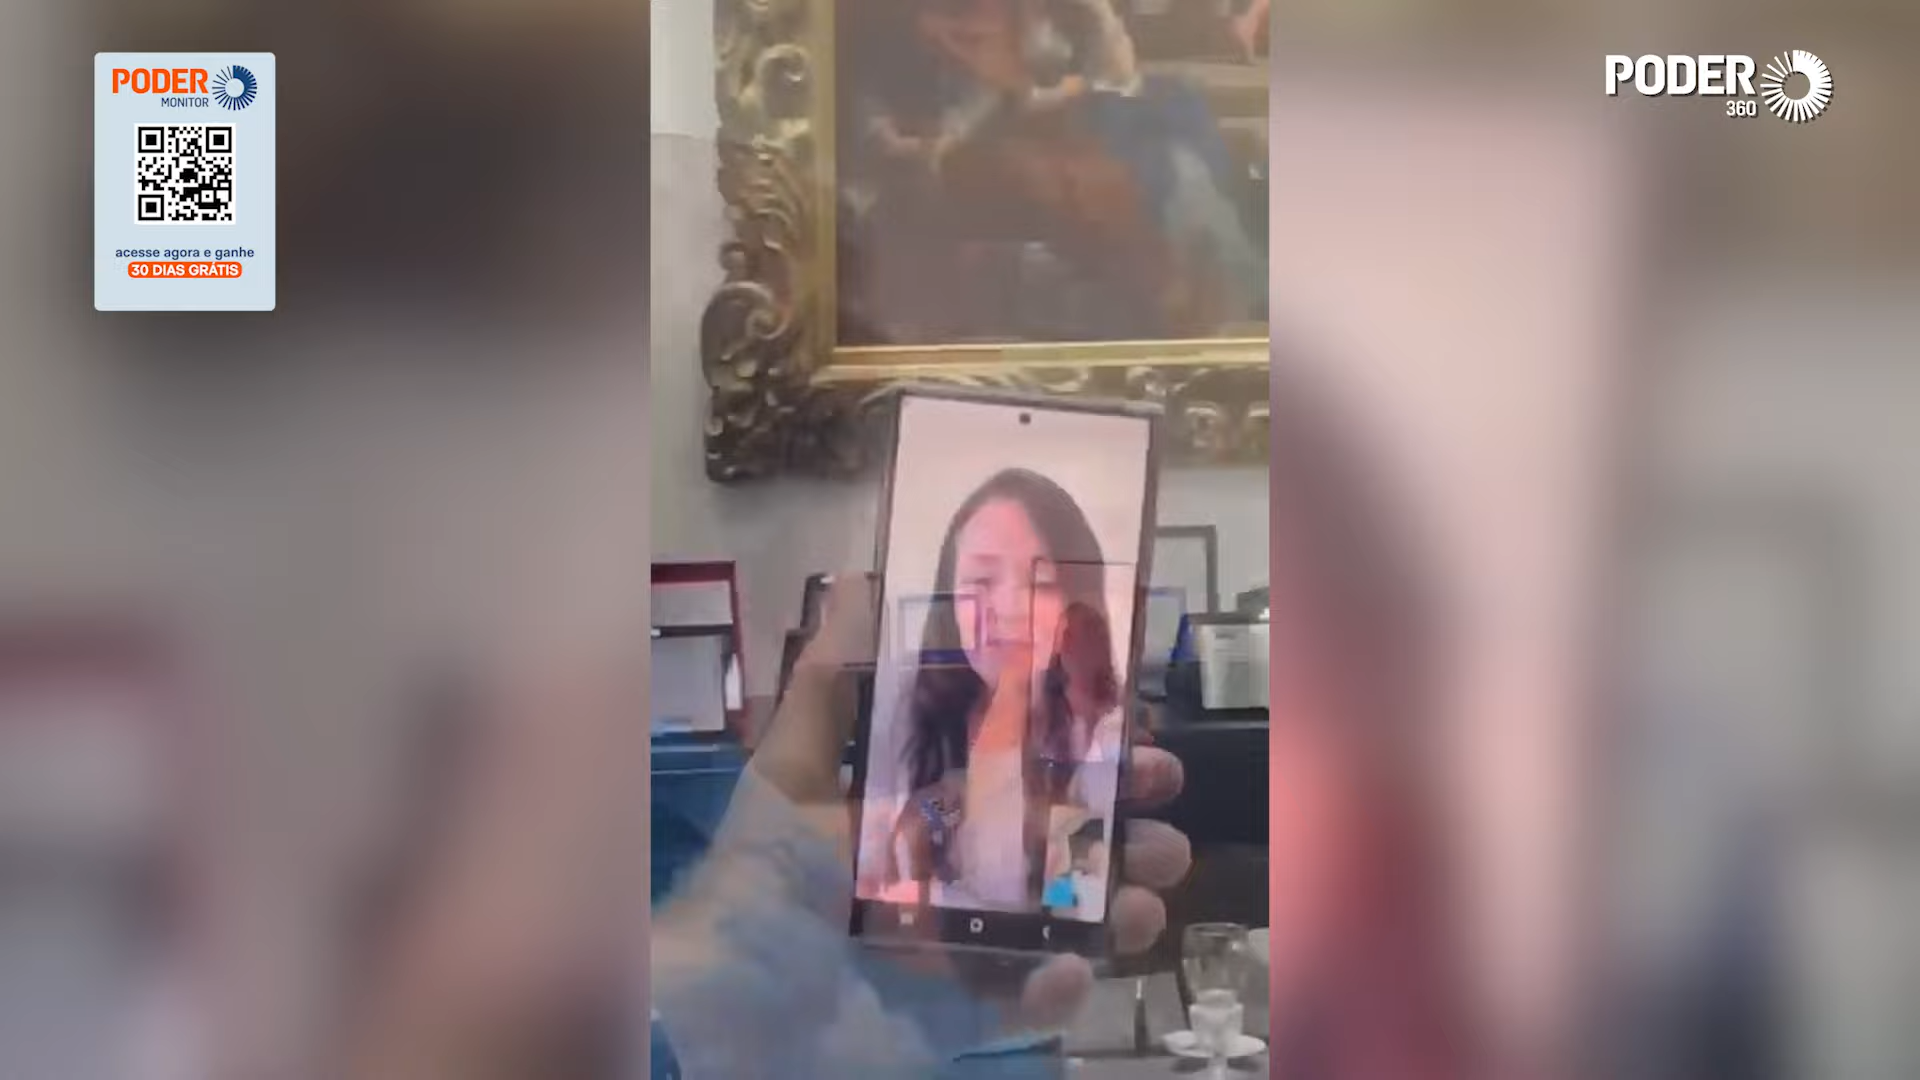 PODER
MONITOR
acesse agora e ganhe
30 DIAS GRÁTIS
PODER
360